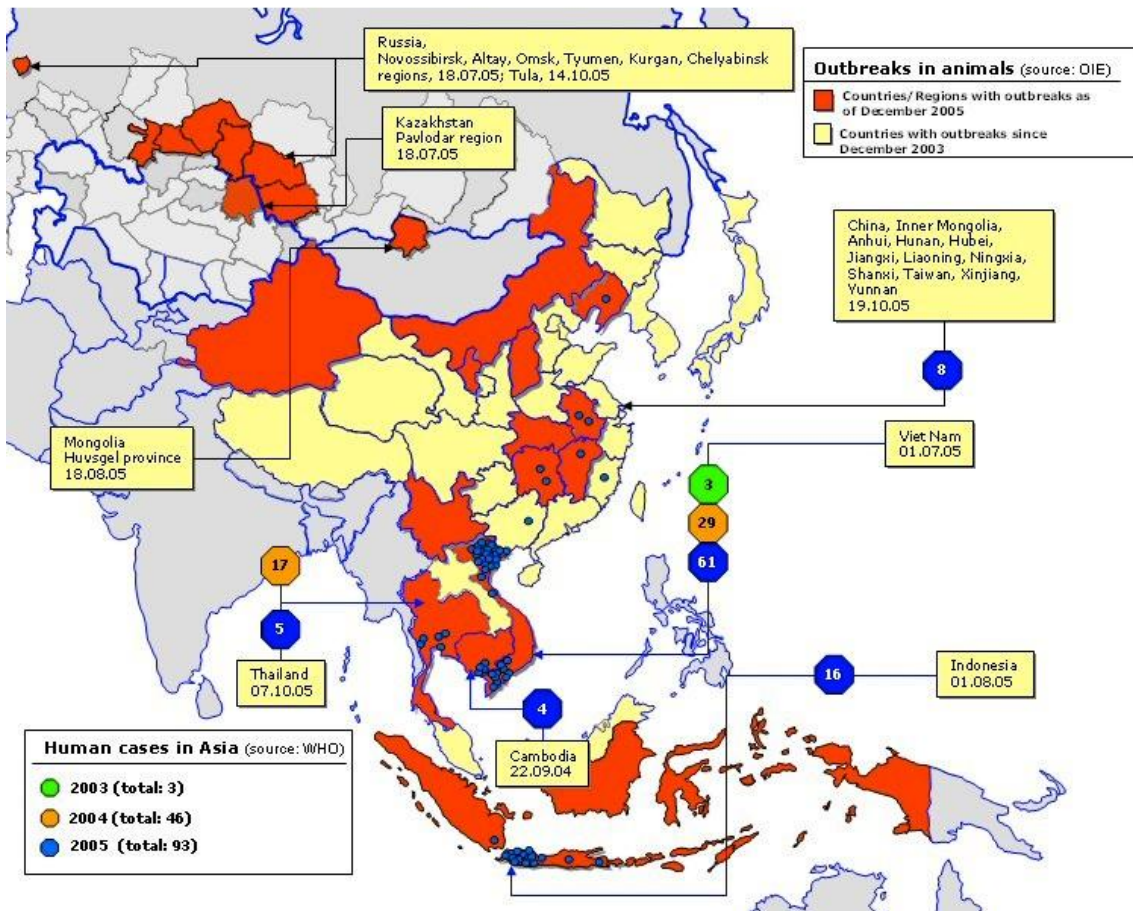 Russia,
Novossibirsk, Altay, Omsk, Tyumen, Kurgan, Chelyabinsk
regions, 18.07.05; Tula, 14.10.05
Outbreaks in animals (source: OIE)
Countries/Regions with outbreaks as
of December 2005
Countries with outbreaks since
December 2003
Kazakhstan
Pavlodar region
18.07.05
China, Inner Mongolia,
Anhui, Hunan, Hubei,
Jiangxi, Liaoning, Ningxia,
Shanxi, Taiwan, Xinjiang,
Yunnan
19.10.05
8
Mongolia
Huvsgel province
18.08.05
Viet Nam
01.07.05
3
29
61
17
5
Thailand
07.10.05
4
Cambodia
22.09.04
16
Indonesia
01.08.05
Human cases in Asia (source: WHO)
2003 (total: 3)
2004 (total: 46)
2005 (total: 93)